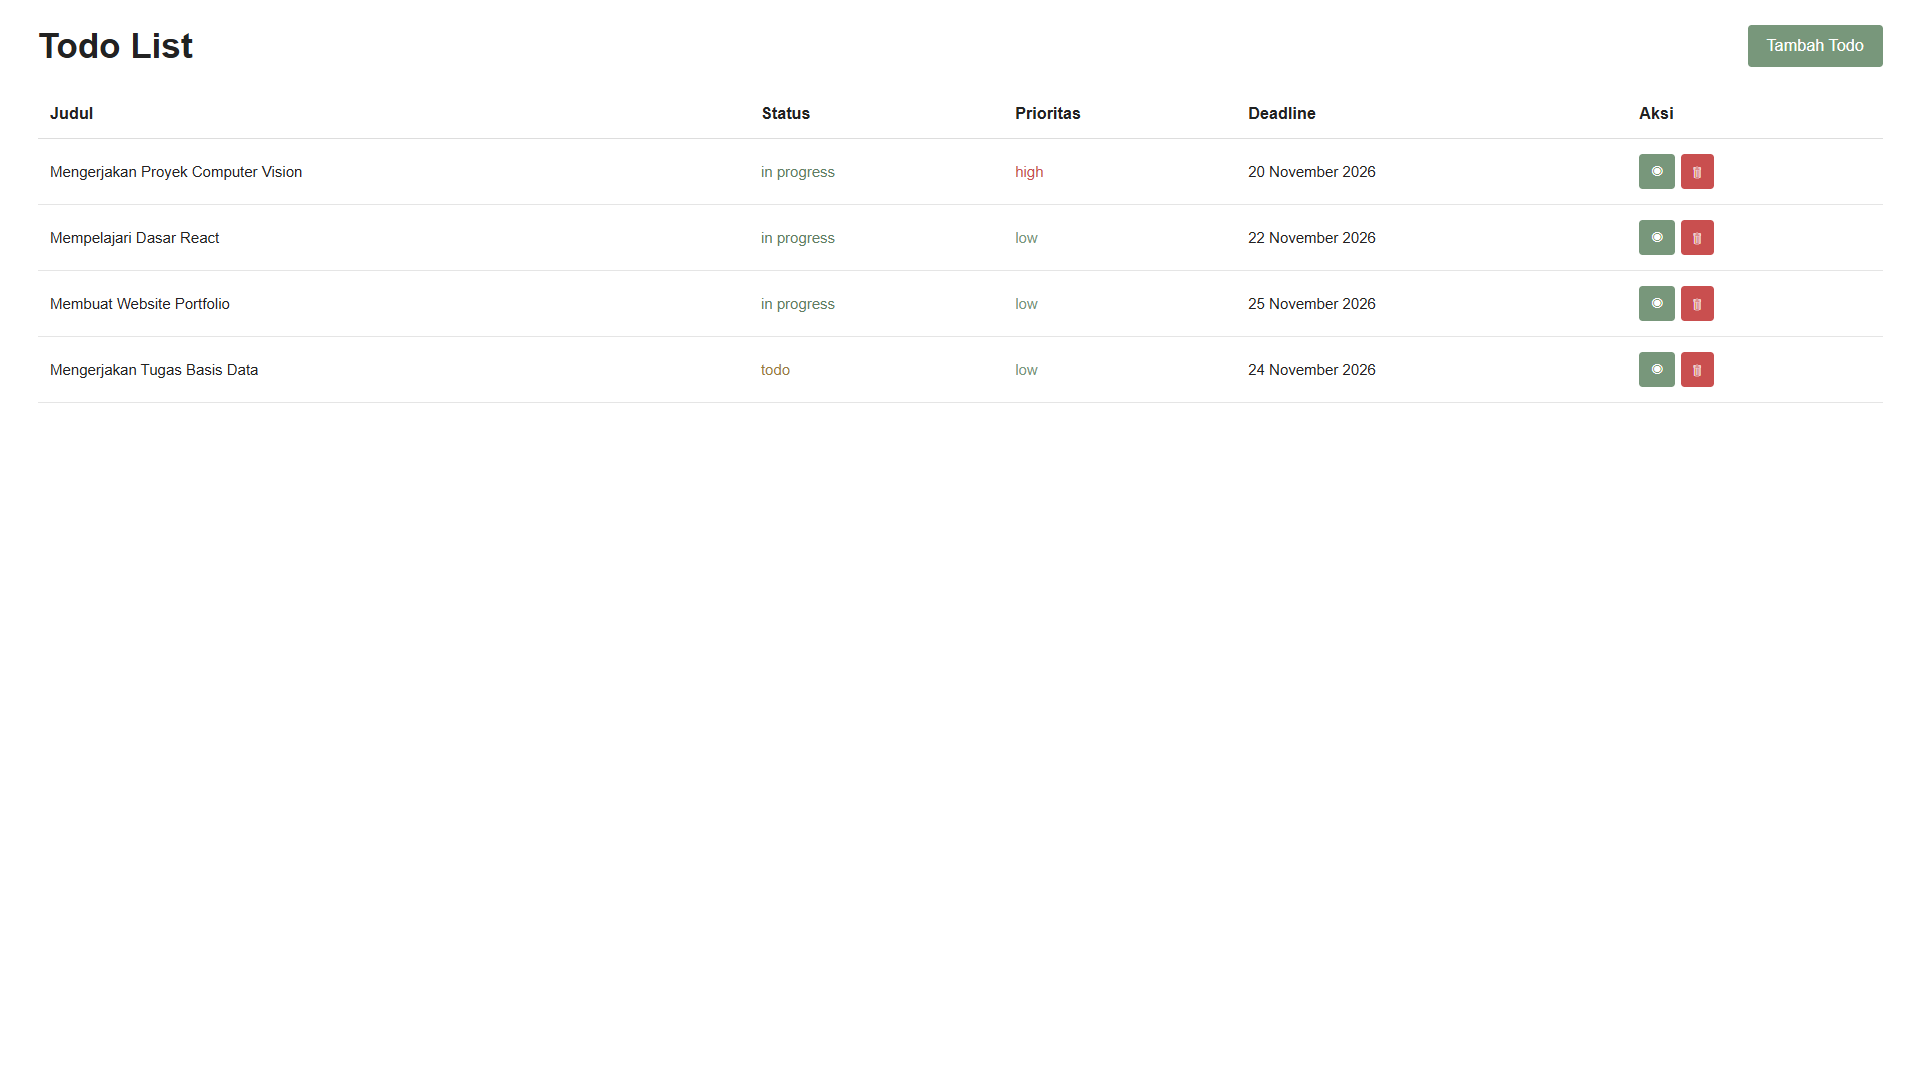 Todo List
Tambah Todo
Judul Status Prioritas Deadline Aksi
Mengerjakan Proyek Computer Vision in progress high 20 November 2026
Mempelajari Dasar React in progress low 22 November 2026
Membuat Website Portfolio in progress low 25 November 2026
Mengerjakan Tugas Basis Data todo low 24 November 2026